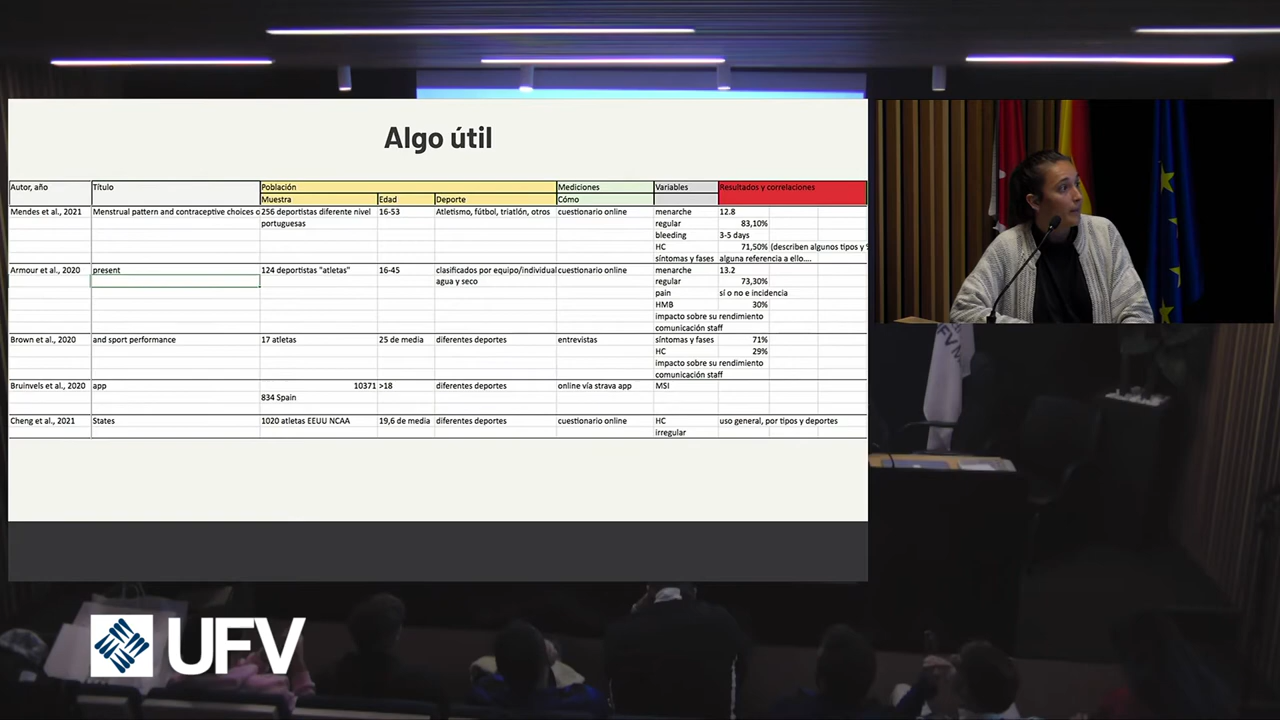 Algo útil
Autor, año Título Población Mediciones Variables Resultados y correlaciones
Muestra Edad Deporte Cómo
Mendes et al., 2021 Menstrual pattern and contraceptive choices o 256 deportistas diferente nivel 16-53 Atletismo, fútbol, triatlón, otros cuestionario online menarche 12.8
portuguesas regular 83,10%
bleeding 3-5 days
HC 71,50% (describen algunos tipos y
síntomas y fases alguna referencia a ello....
Armour et al., 2020 present 124 deportistas "atletas" 16-45 clasificados por equipo/individual cuestionario online menarche 13.2
agua y seco regular 73,30%
pain sí o no e incidencia
HMB 30%
impacto sobre su rendimiento
comunicación staff
Brown et al., 2020 and sport performance 17 atletas 25 de media diferentes deportes entrevistas síntomas y fases 71%
HC 29%
impacto sobre su rendimiento
comunicación staff
Bruinvels et al., 2020 app 10371 >18 diferentes deportes online vía strava app MSI
834 Spain
Cheng et al., 2021 States 1020 atletas EEUU NCAA 19,6 de media diferentes deportes cuestionario online HC uso general, por tipos y deportes
irregular
UFV